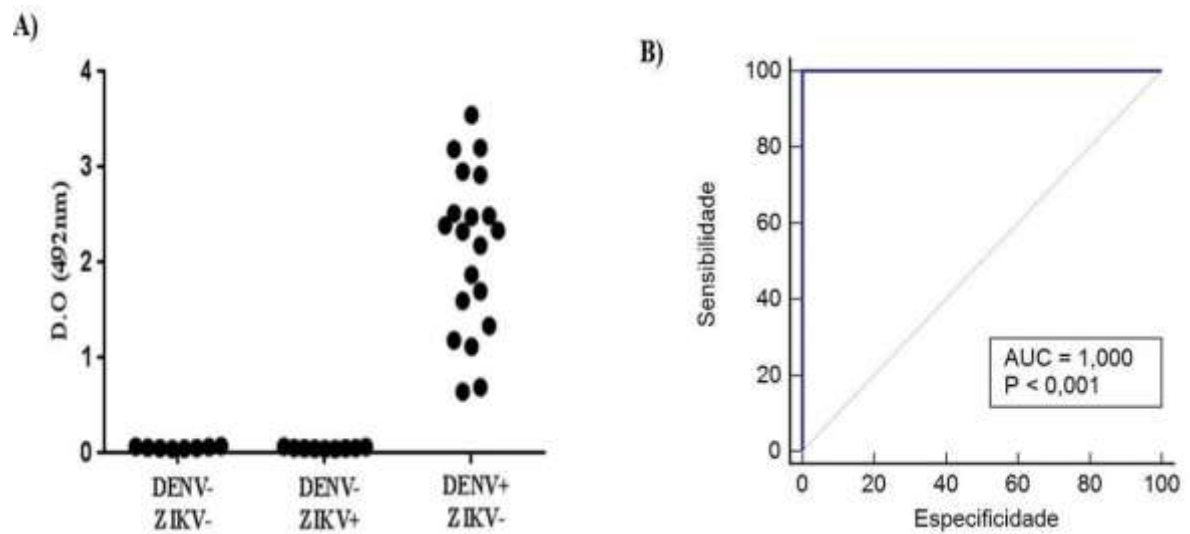 A)
4
3
2
1
0
D.O (492nm)
DENV-
ZIKV-
DENV-
ZIKV+
DENV+
ZIKV-
B)
100
80
60
40
20
0
Sensibilidade
AUC = 1,000
P < 0,001
0 20 40 60 80 100
Especificidade